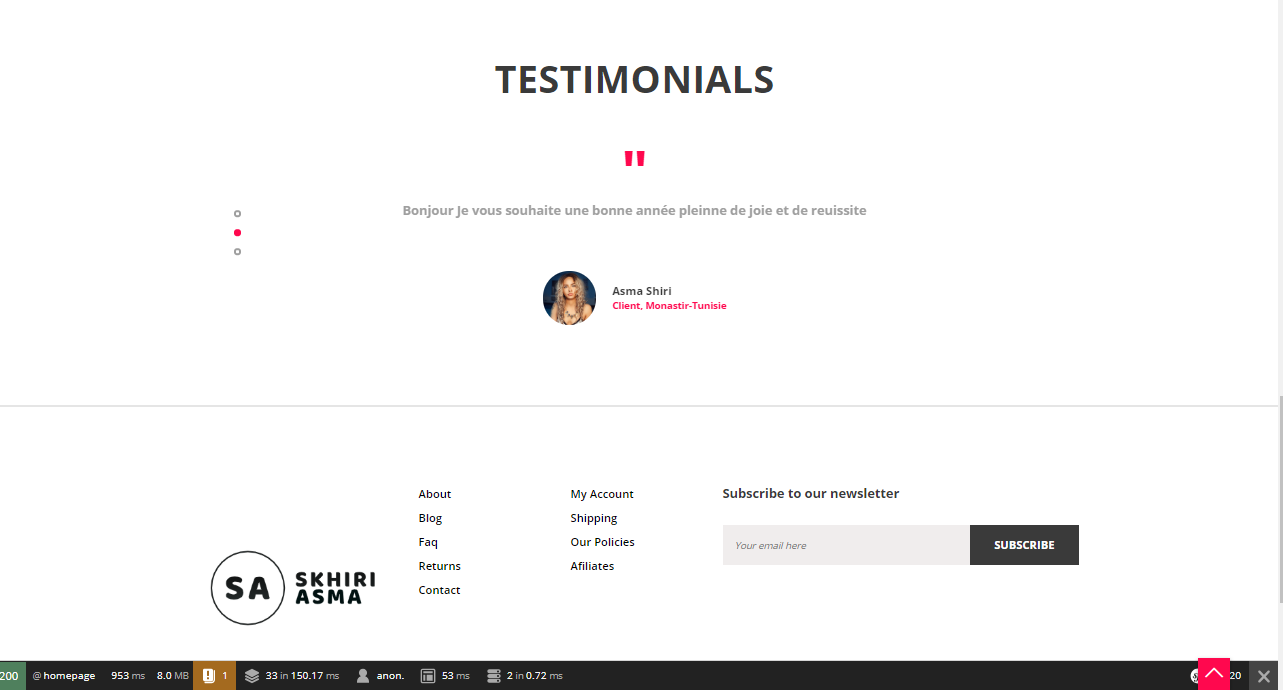 TESTIMONIALS
"
Bonjour Je vous souhaite une bonne année pleinne de joie et de reuissite
Asma Shiri
Client, Monastir-Tunisie
SA
SKHIRI
ASMA
About
Blog
Faq
Returns
Contact
My Account
Shipping
Our Policies
Afiliates
Subscribe to our newsletter
Your email here
SUBSCRIBE
200 @ homepage 953 ms 8.0 MB 1 33 in 150.17 ms anon. 53 ms 2 in 0.72 ms 20